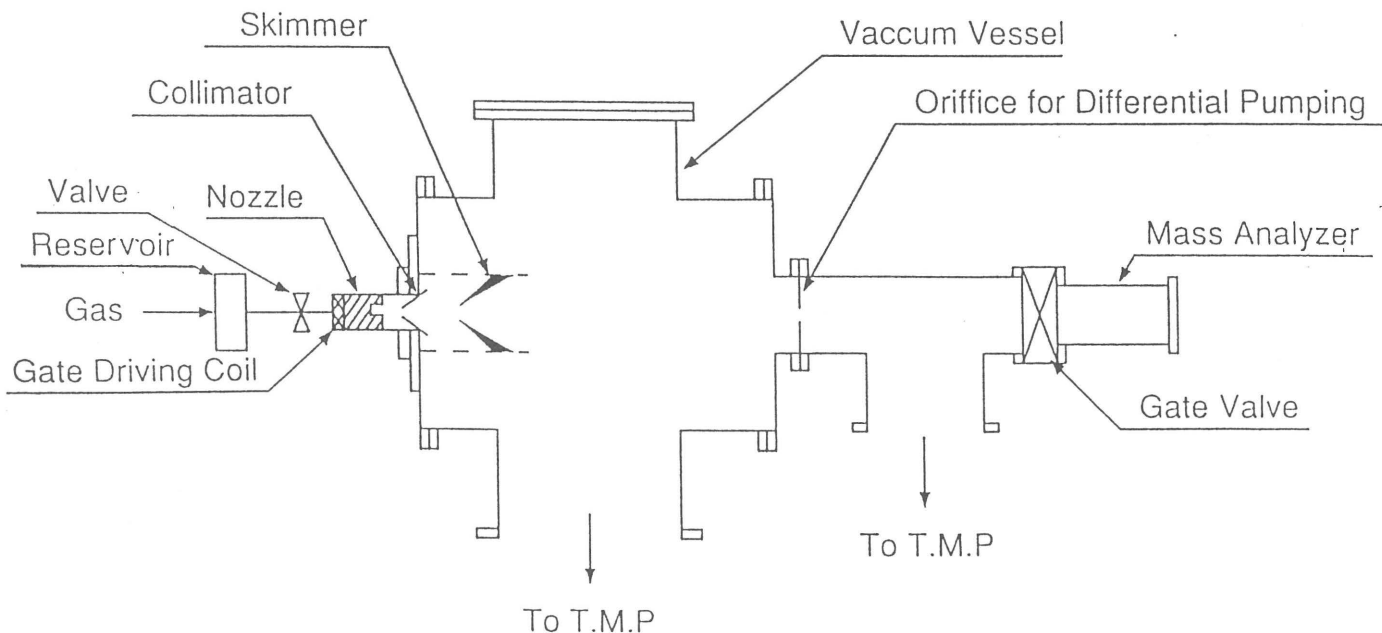 Skimmer
Vaccum Vessel
Collimator
Oriffice for Differential Pumping
Valve
Nozzle
Reservoir
Mass Analyzer
Gas
Gate Driving Coil
Gate Valve
To T.M.P
To T.M.P